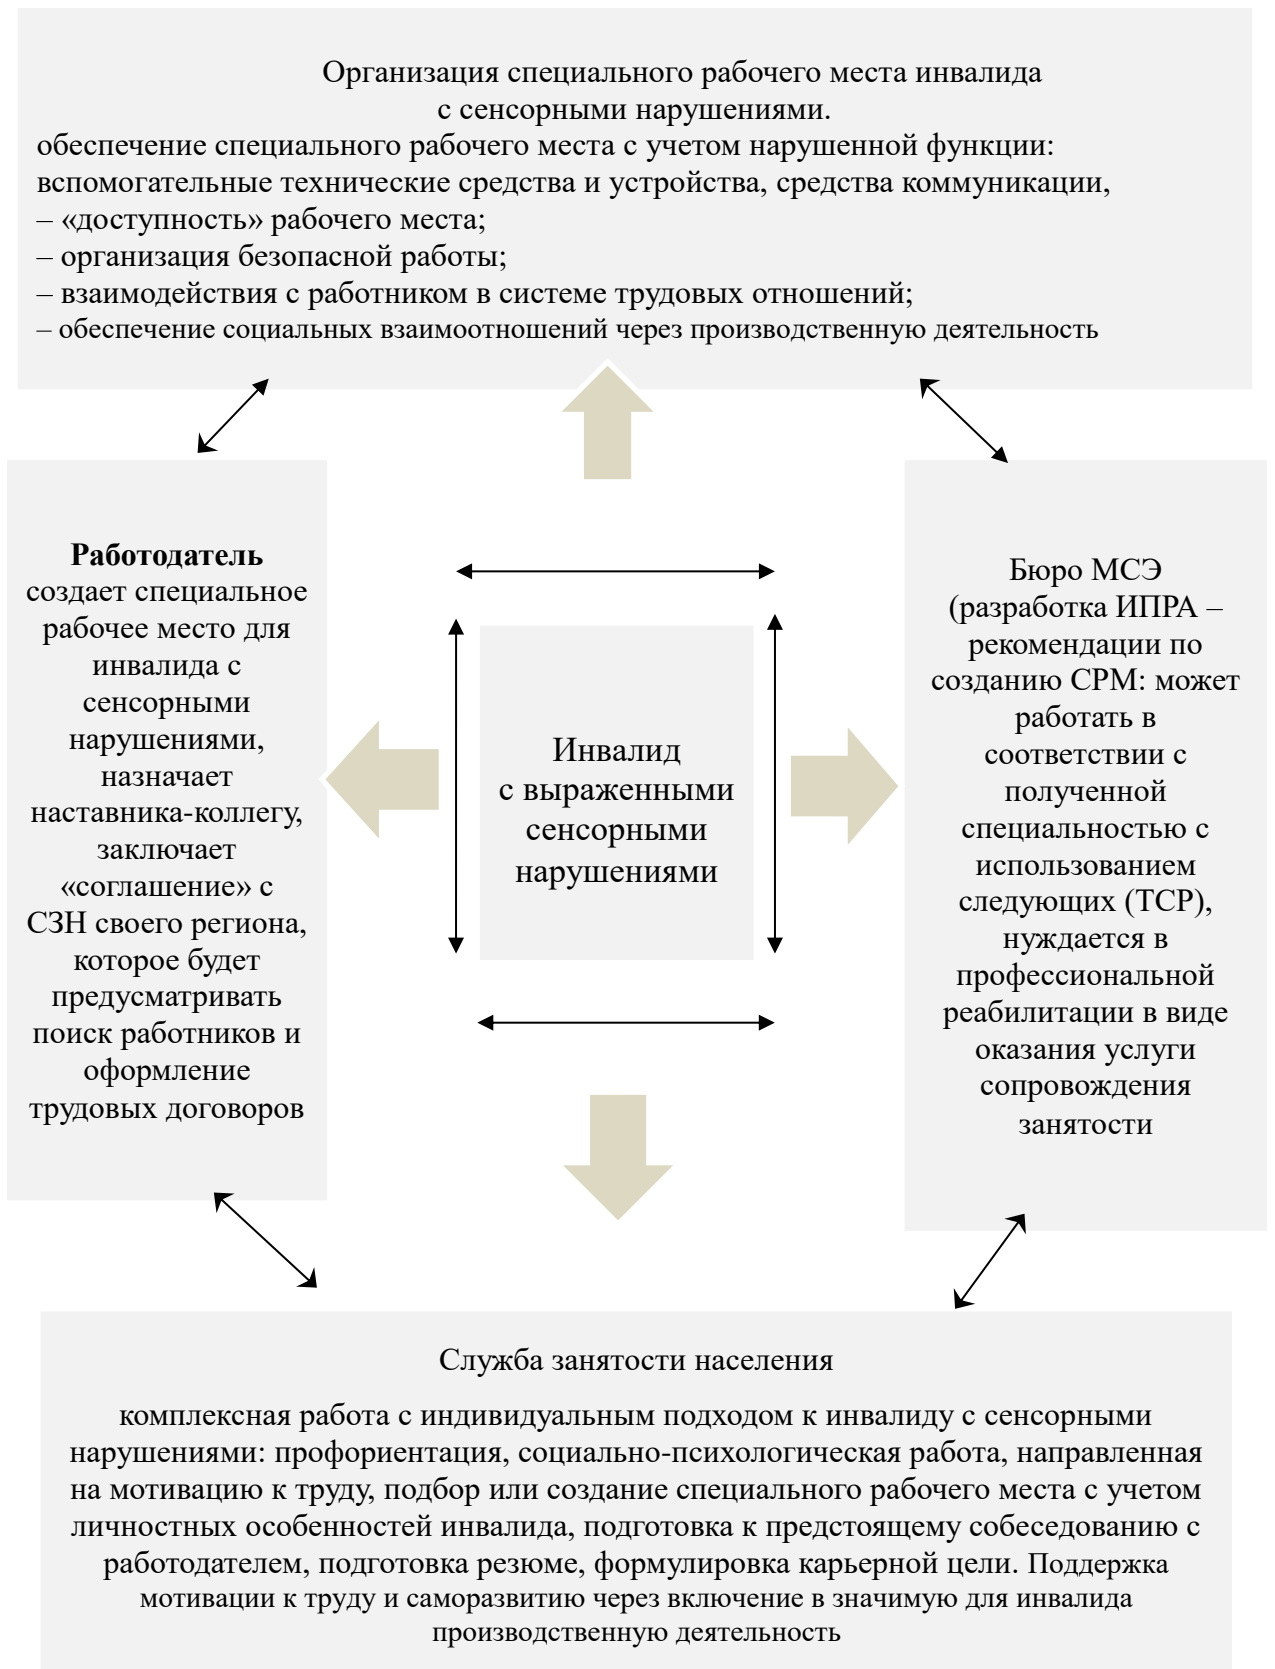 Организация специального рабочего места инвалида
с сенсорными нарушениями.
обеспечение специального рабочего места с учетом нарушенной функции:
вспомогательные технические средства и устройства, средства коммуникации,
– «доступность» рабочего места;
– организация безопасной работы;
– взаимодействия с работником в системе трудовых отношений;
– обеспечение социальных взаимоотношений через производственную деятельность
Работодатель
создает специальное
рабочее место для
инвалида с
сенсорными
нарушениями,
назначает
наставника-коллегу,
заключает
«соглашение» с
СЗН своего региона,
которое будет
предусматривать
поиск работников и
оформление
трудовых договоров
Инвалид
с выраженными
сенсорными
нарушениями
Бюро МСЭ
(разработка ИПРА –
рекомендации по
созданию СРМ: может
работать в
соответствии с
полученной
специальностью с
использованием
следующих (ТСР),
нуждается в
профессиональной
реабилитации в виде
оказания услуги
сопровождения
занятости
Служба занятости населения
комплексная работа с индивидуальным подходом к инвалиду с сенсорными
нарушениями: профориентация, социально-психологическая работа, направленная
на мотивацию к труду, подбор или создание специального рабочего места с учетом
личностных особенностей инвалида, подготовка к предстоящему собеседованию с
работодателем, подготовка резюме, формулировка карьерной цели. Поддержка
мотивации к труду и саморазвитию через включение в значимую для инвалида
производственную деятельность